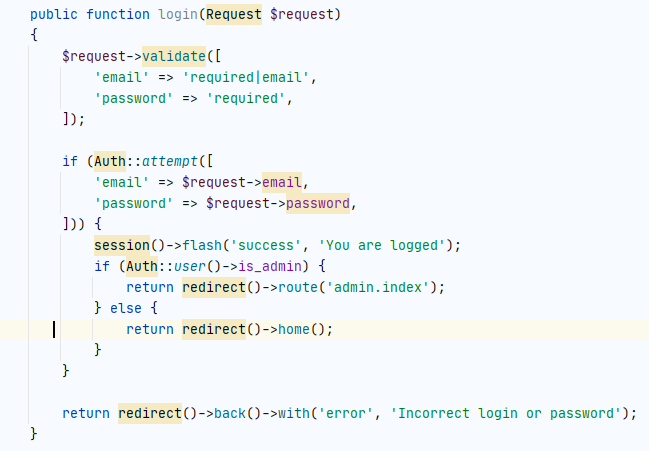 public function login(Request $request)
{
    $request->validate([
        'email' => 'required|email',
        'password' => 'required',
    ]);

    if (Auth::attempt([
        'email' => $request->email,
        'password' => $request->password,
    ])) {
        session()->flash('success', 'You are logged');
        if (Auth::user()->is_admin) {
            return redirect()->route('admin.index');
        } else {
            return redirect()->home();
        }
    }

    return redirect()->back()->with('error', 'Incorrect login or password');
}